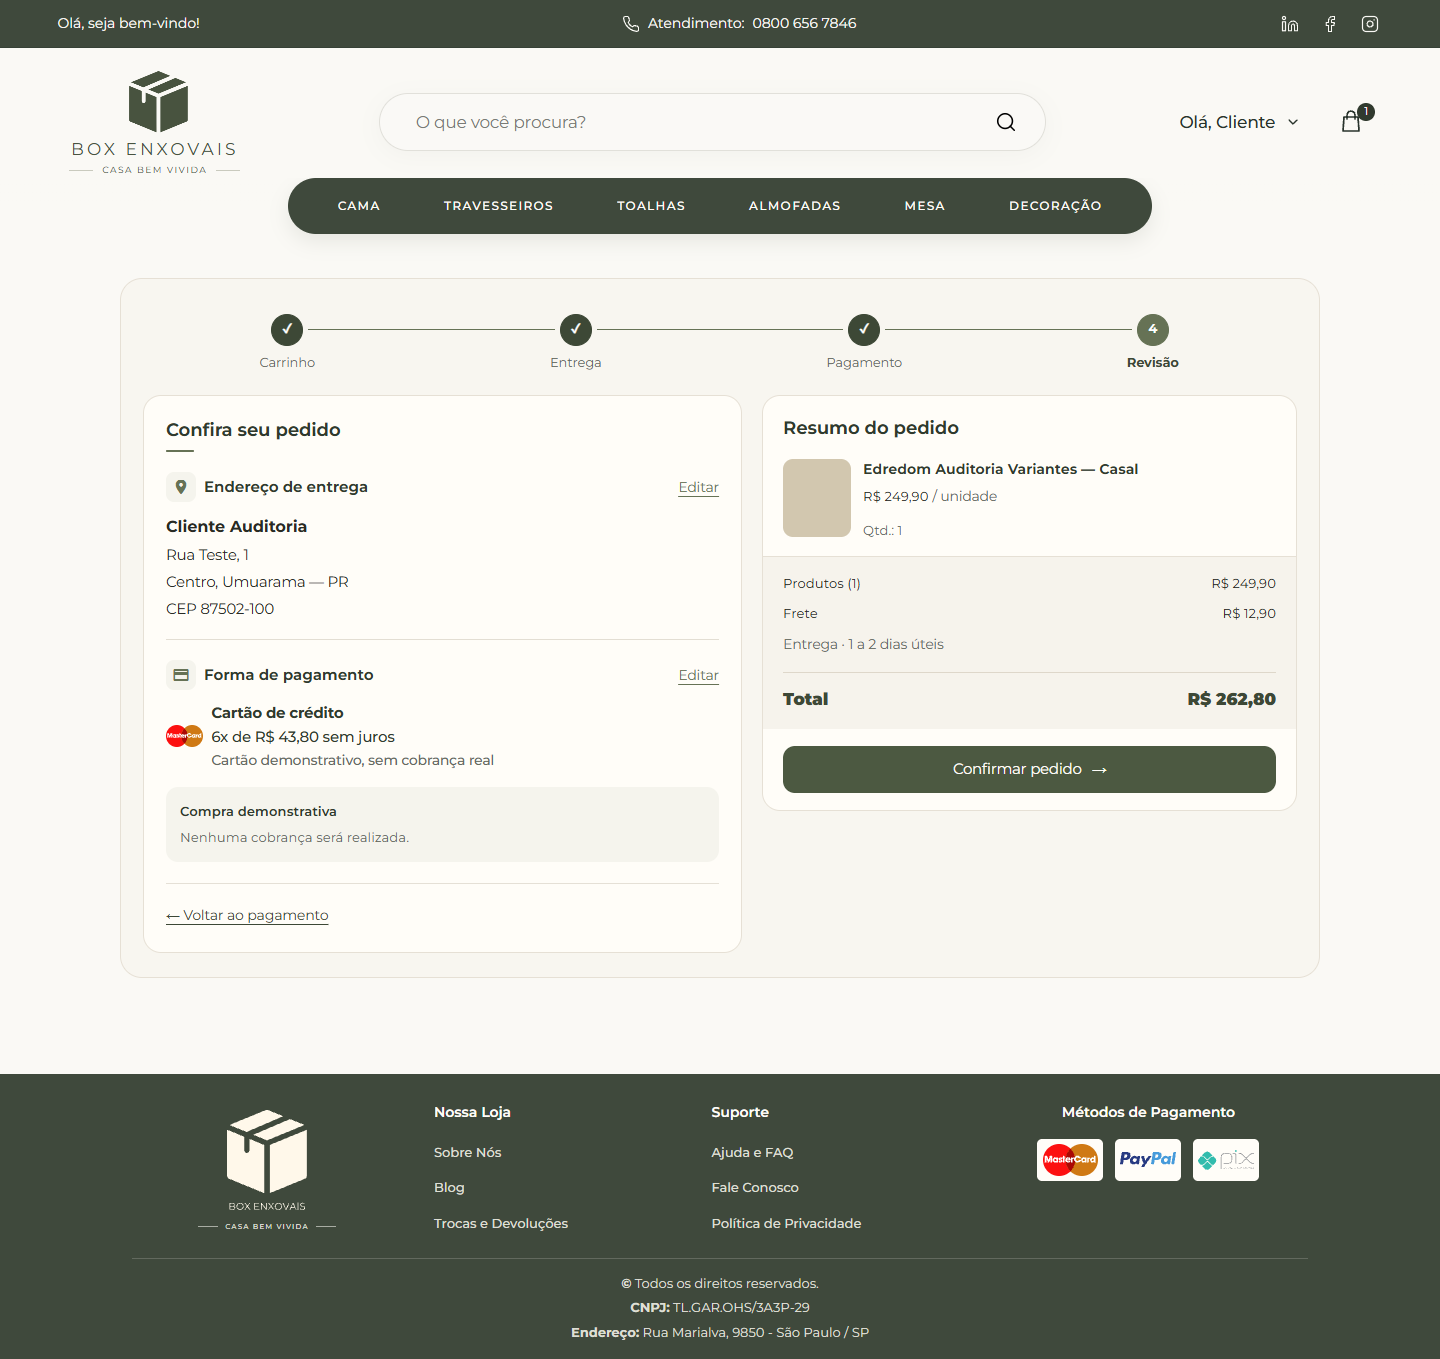 Olá, seja bem-vindo!
Atendimento: 0800 656 7846
BOX ENXOVAIS
CASA BEM VIVIDA
O que você procura?
Olá, Cliente
1
CAMA
TRAVESSEIROS
TOALHAS
ALMOFADAS
MESA
DECORAÇÃO
4
Carrinho
Entrega
Pagamento
Revisão
Confira seu pedido
Endereço de entrega
Editar
Cliente Auditoria
Rua Teste, 1
Centro, Umuarama — PR
CEP 87502-100
Forma de pagamento
Editar
MasterCard
Cartão de crédito
6x de R$ 43,80 sem juros
Cartão demonstrativo, sem cobrança real
Compra demonstrativa
Nenhuma cobrança será realizada.
← Voltar ao pagamento
Resumo do pedido
Edredom Auditoria Variantes — Casal
R$ 249,90 / unidade
Qtd.: 1
Produtos (1) R$ 249,90
Frete R$ 12,90
Entrega · 1 a 2 dias úteis
Total R$ 262,80
Confirmar pedido →
BOX ENXOVAIS
CASA BEM VIVIDA
Nossa Loja
Sobre Nós
Blog
Trocas e Devoluções
Suporte
Ajuda e FAQ
Fale Conosco
Política de Privacidade
Métodos de Pagamento
MasterCard
PayPal
pix
© Todos os direitos reservados.
CNPJ: TL.GAR.OHS/3A3P-29
Endereço: Rua Marialva, 9850 - São Paulo / SP